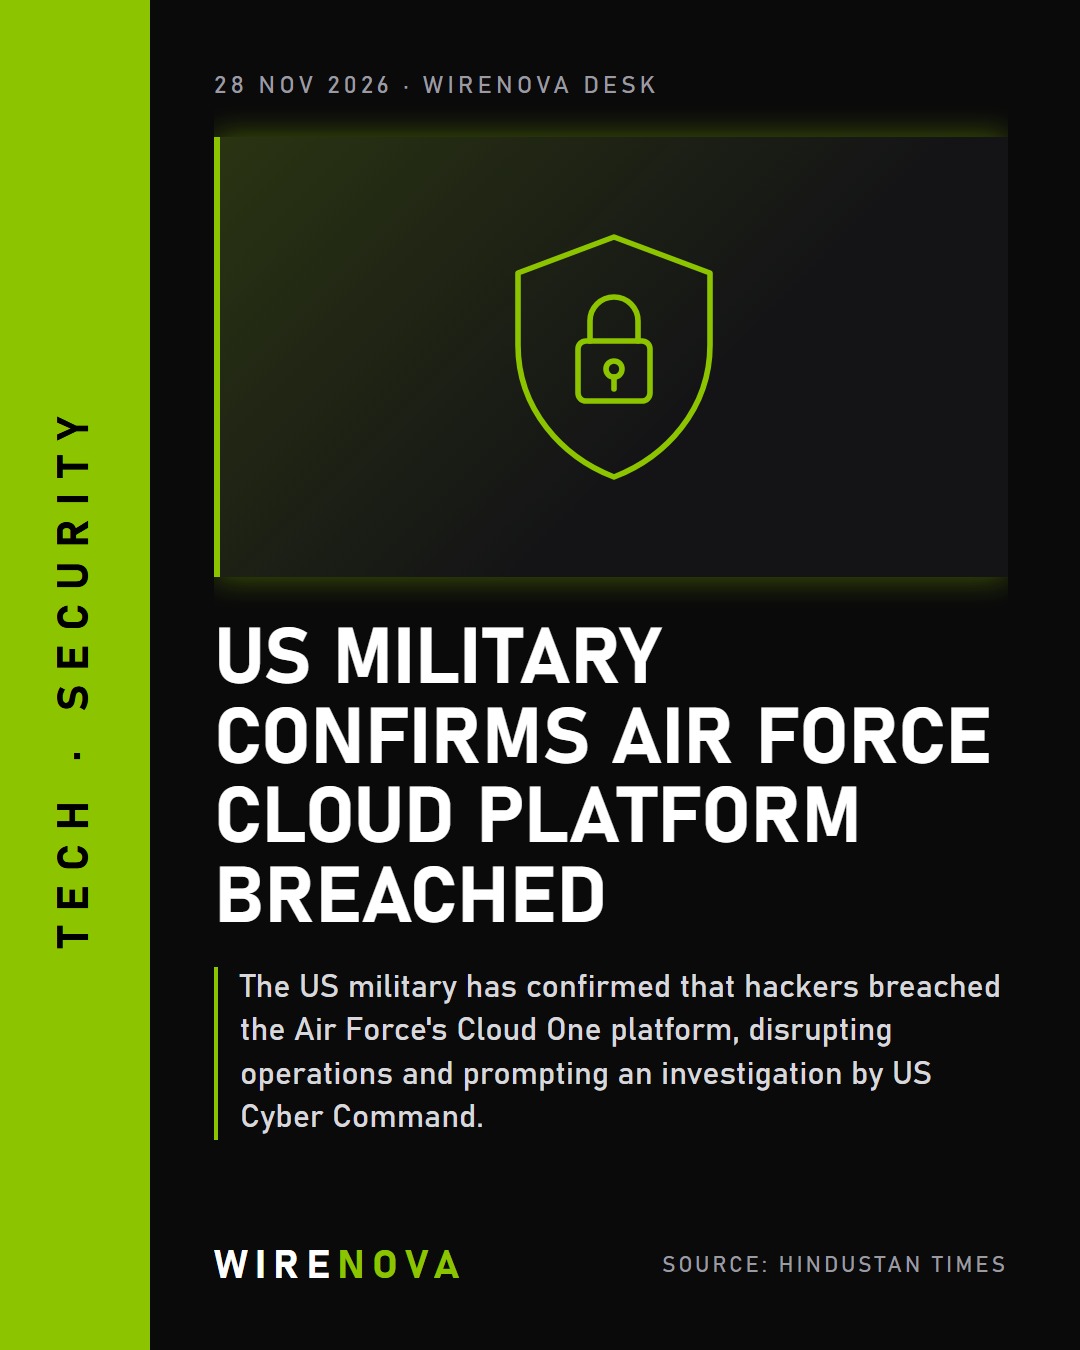 TECH · SECURITY
28 NOV 2026 · WIRENOVA DESK
US MILITARY
CONFIRMS AIR FORCE
CLOUD PLATFORM
BREACHED
The US military has confirmed that hackers breached
the Air Force's Cloud One platform, disrupting
operations and prompting an investigation by US
Cyber Command.
WIRENOVA
SOURCE: HINDUSTAN TIMES